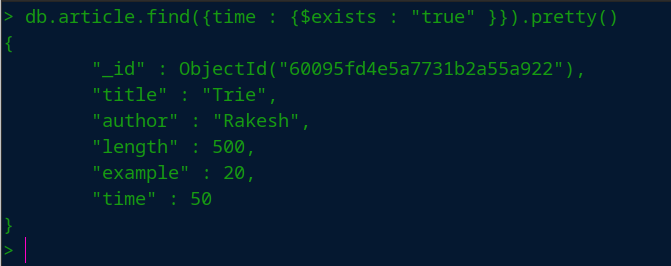 > db.article.find({time : {$exists : "true" }}).pretty()
{
        "_id" : ObjectId("60095fd4e5a7731b2a55a922"),
        "title" : "Trie",
        "author" : "Rakesh",
        "length" : 500,
        "example" : 20,
        "time" : 50
}
>